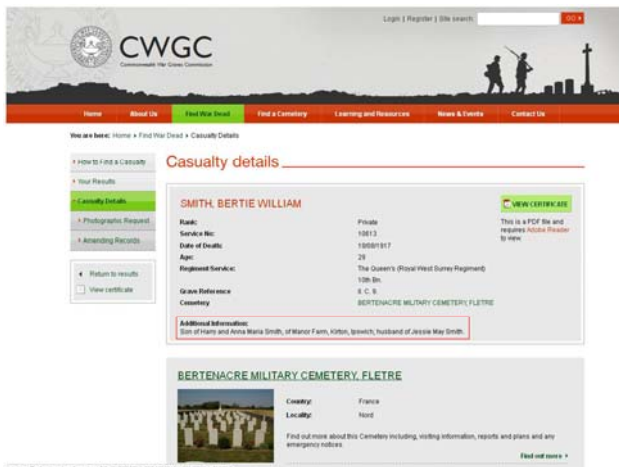 Login | Register | Site search: GO
CWGC
Commonwealth War Graves Commission
Home About Us Find War Dead Find a Cemetery Learning and Resources News & Events Contact Us
You are here: Home Find War Dead Casualty Details
How to Find a Casualty
Your Results
Casualty Details
Photographic Request
Amending Records
Return to results
View certificate
Casualty details
SMITH, BERTIE WILLIAM
Rank: Private
Service No: 10613
Date of Death: /1917
Age: 29
Regiment/Service: The Queen's (Royal West Surrey Regiment)
10th Bn.
Grave Reference
Cemetery BERTENACRE MILITARY CEMETERY, FLETRE
Additional Information:
Son of Harry and Anna Maria Smith, of Manor Farm, Kirton, Ipswich; husband of Jessie May Smith.
VIEW CERTIFICATE
This is a PDF file and
requires Adobe Reader
to view.
BERTENACRE MILITARY CEMETERY, FLETRE
Country: France
Locality: Nord
Find out more about this Cemetery including, visiting information, reports and plans and any
emergency notices.
Find out more